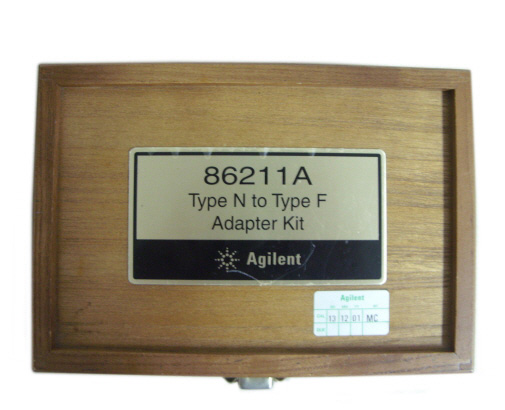 86211A
Type N to Type F
Adapter Kit
Agilent
Agilent
13 12 01 MC